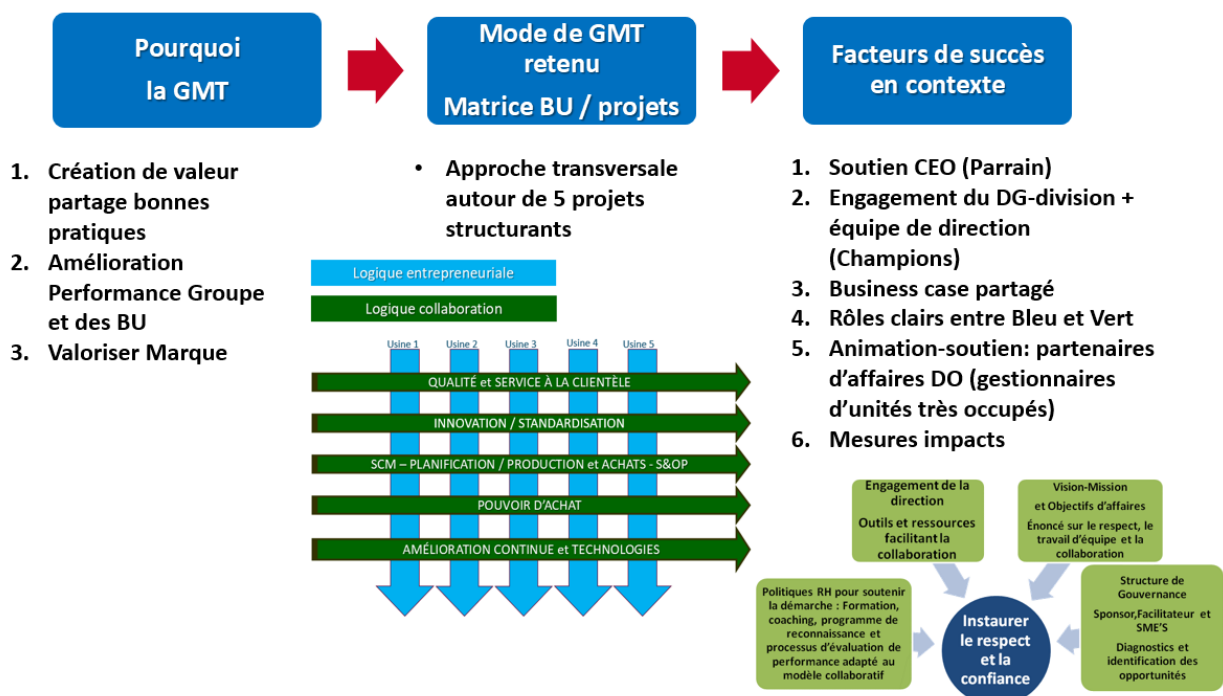 Pourquoi
la GMT
Mode de GMT
retenu
Matrice BU / projets
Facteurs de succès
en contexte
1. Création de valeur
partage bonnes
pratiques
2. Amélioration
Performance Groupe
et des BU
3. Valoriser Marque
• Approche transversale
autour de 5 projets
structurants
Logique entrepreneuriale
Logique collaboration
Usine 1
Usine 2
Usine 3
Usine 4
Usine 5
QUALITÉ et SERVICE À LA CLIENTÈLE
INNOVATION / STANDARDISATION
SCM – PLANIFICATION / PRODUCTION et ACHATS - S&OP
POUVOIR D'ACHAT
AMÉLIORATION CONTINUE et TECHNOLOGIES
1. Soutien CEO (Parrain)
2. Engagement du DG-division +
équipe de direction
(Champions)
3. Business case partagé
4. Rôles clairs entre Bleu et Vert
5. Animation-soutien: partenaires
d'affaires DO (gestionnaires
d'unités très occupés)
6. Mesures impacts
Engagement de la
direction
Outils et ressources
facilitant la
collaboration
Vision-Mission
et Objectifs d'affaires
Énoncé sur le respect, le
travail d'équipe et la
collaboration
Politiques RH pour soutenir
la démarche : Formation,
coaching, programme de
reconnaissance et
processus d'évaluation de
performance adapté au
modèle collaboratif
Instaurer
le respect
et la
confiance
Structure de
Gouvernance
Sponsor,Facilitateur et
SME'S
Diagnostics et
identification des
opportunités